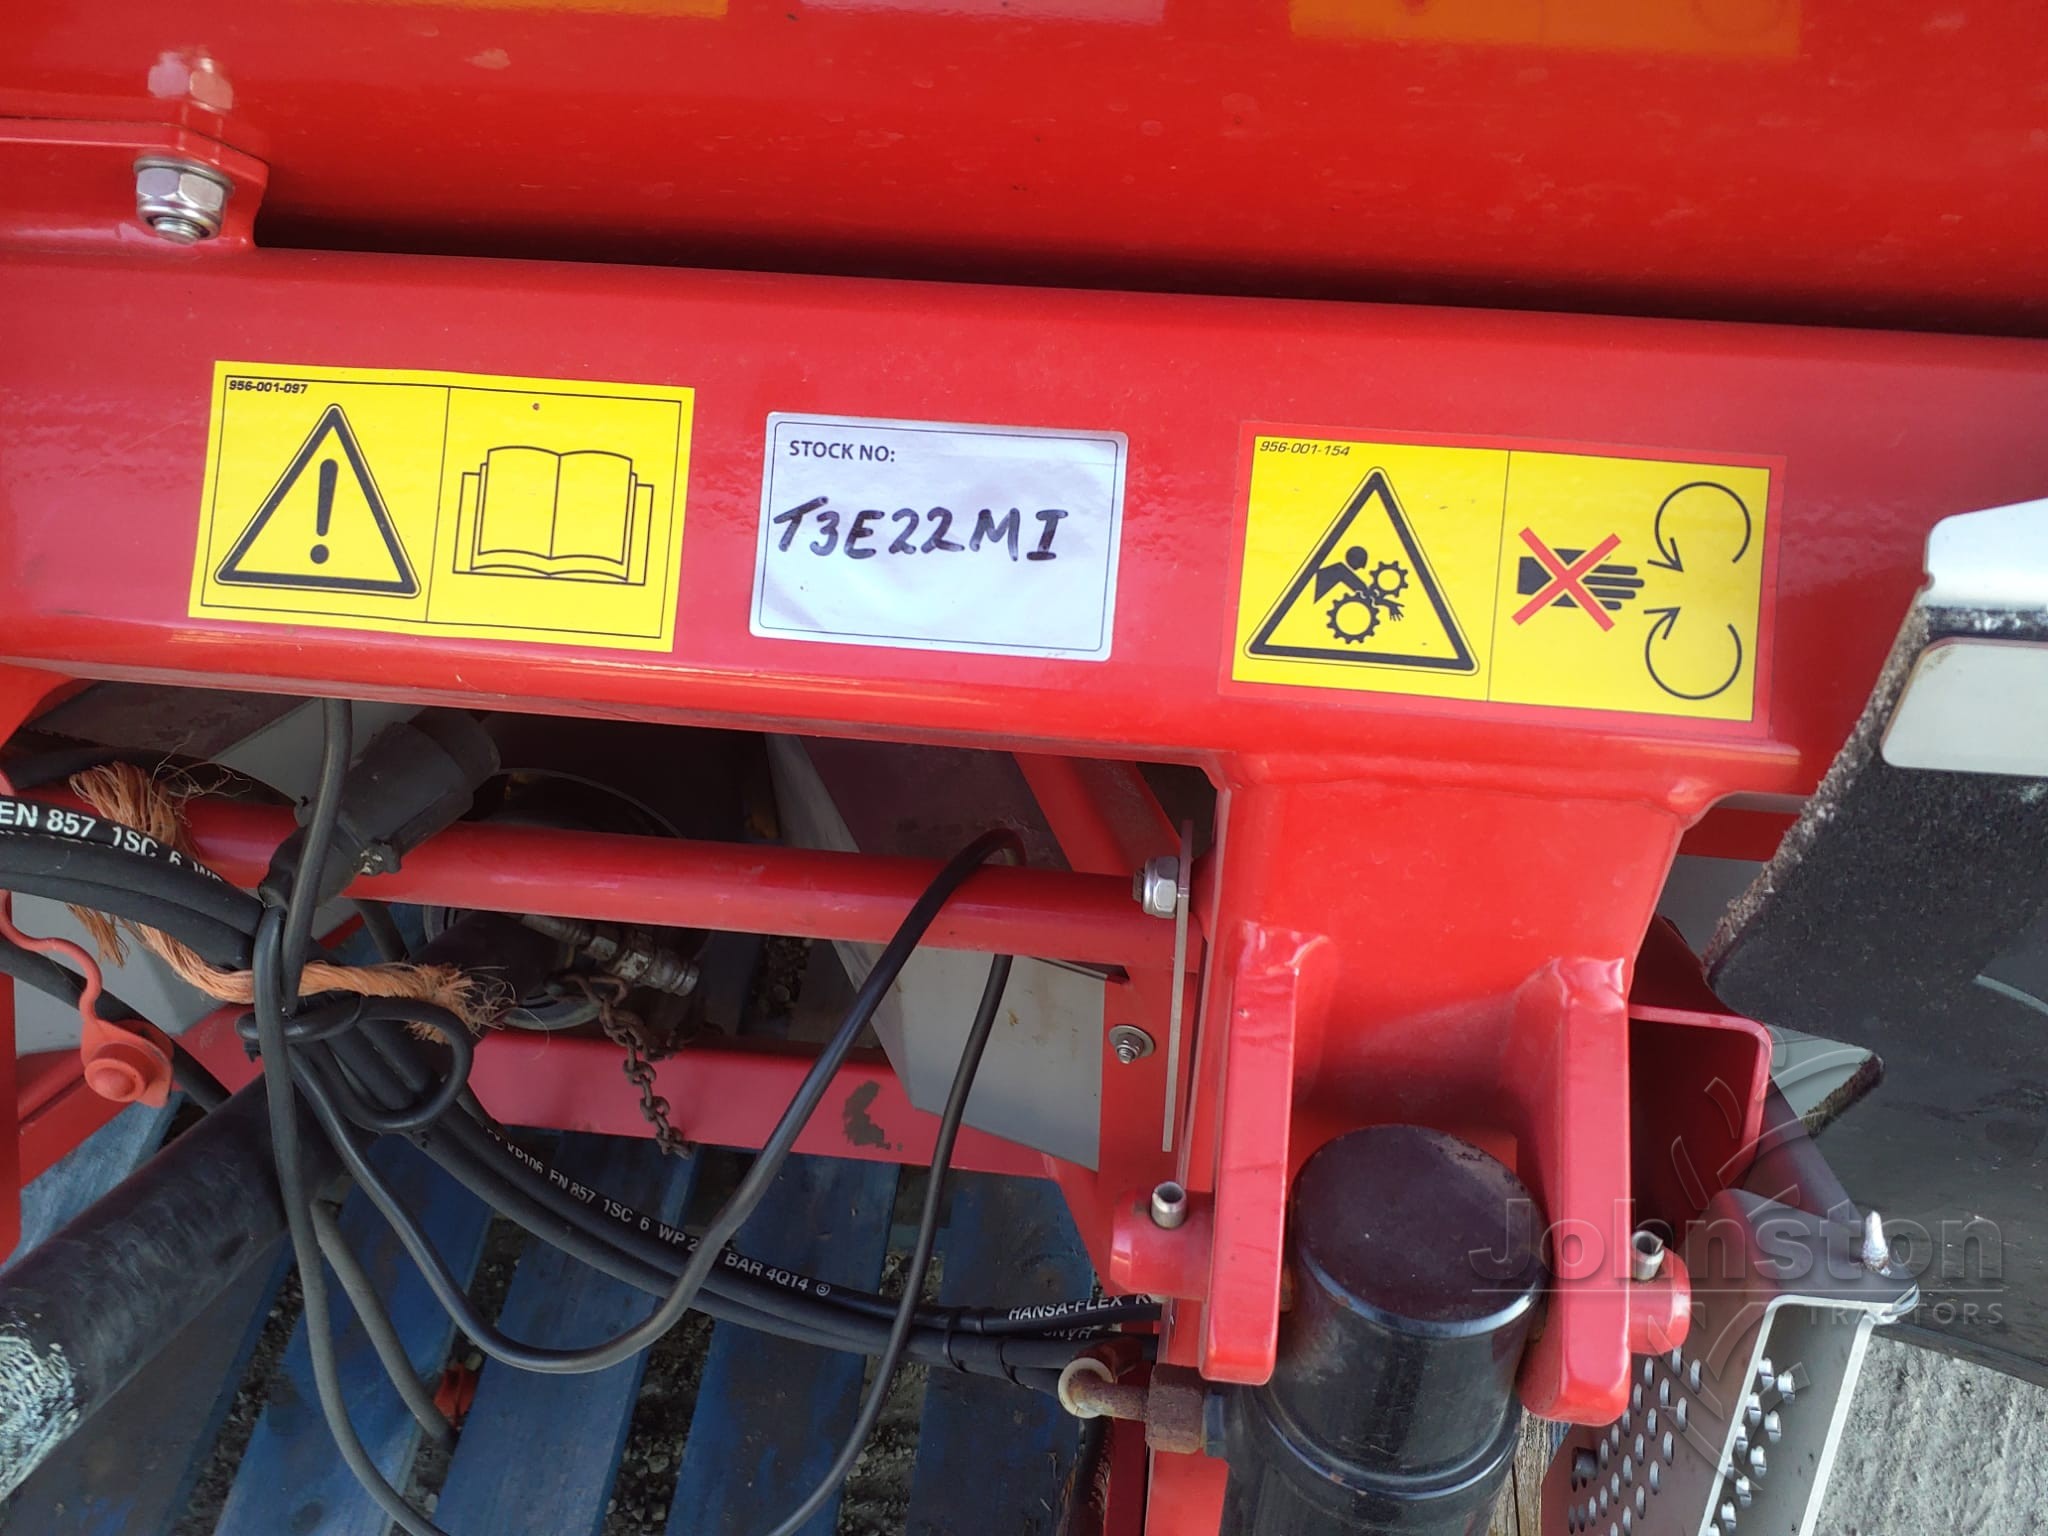 956-001-097
STOCK NO:
T3E22MI
956-001-154
EN 857 1SC 6
EN 857 1SC 6 WP
BAR 4Q14
HANSA-FLEX
Johnston
TRACTORS